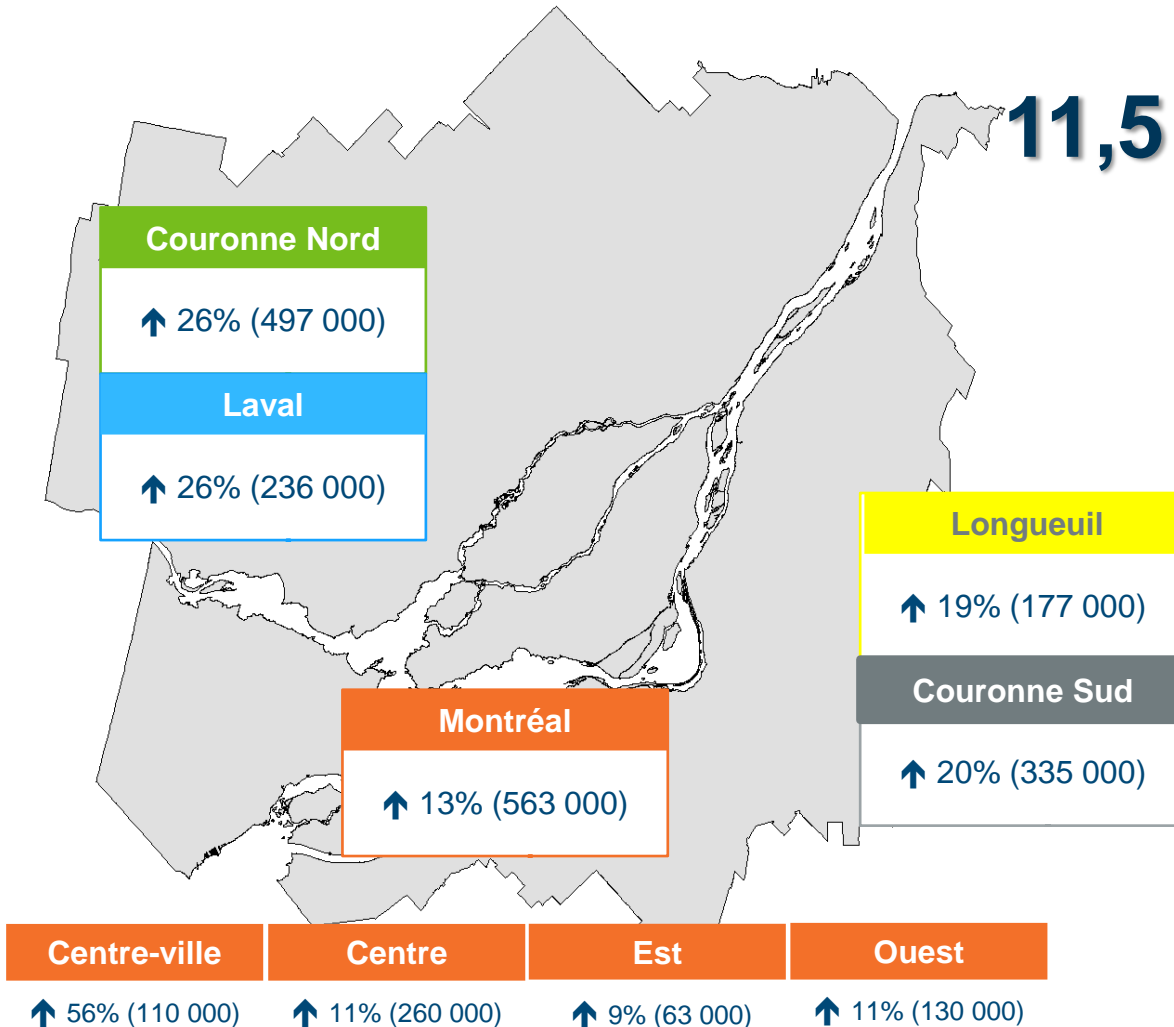 11,5
Couronne Nord
↑ 26% (497 000)
Laval
↑ 26% (236 000)
Longueuil
↑ 19% (177 000)
Couronne Sud
↑ 20% (335 000)
Montréal
↑ 13% (563 000)
Centre-ville Centre Est Ouest
↑ 56% (110 000) ↑ 11% (260 000) ↑ 9% (63 000) ↑ 11% (130 000)